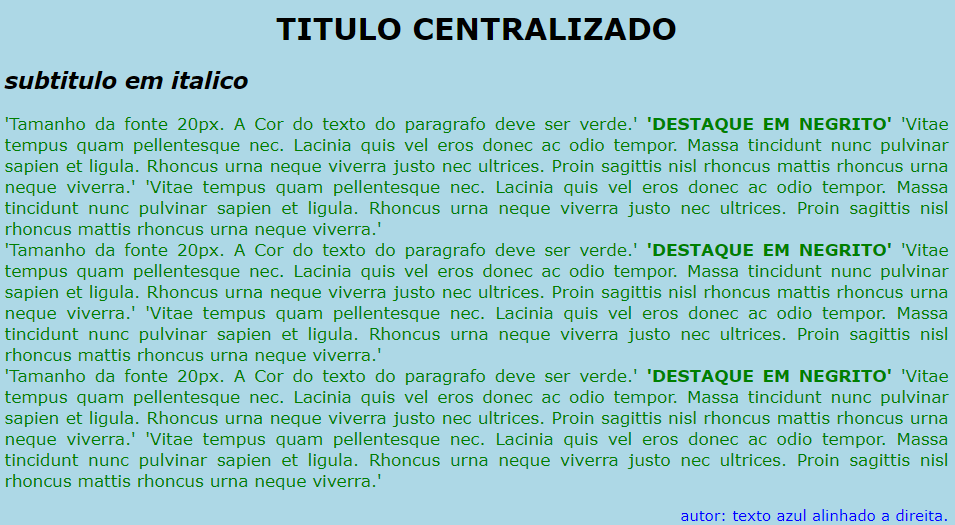 TITULO CENTRALIZADO
subtitulo em italico
'Tamanho da fonte 20px. A Cor do texto do paragrafo deve ser verde.' 'DESTAQUE EM NEGRITO' 'Vitae
tempus quam pellentesque nec. Lacinia quis vel eros donec ac odio tempor. Massa tincidunt nunc pulvinar
sapien et ligula. Rhoncus urna neque viverra justo nec ultrices. Proin sagittis nisl rhoncus mattis rhoncus urna
neque viverra.' 'Vitae tempus quam pellentesque nec. Lacinia quis vel eros donec ac odio tempor. Massa
tincidunt nunc pulvinar sapien et ligula. Rhoncus urna neque viverra justo nec ultrices. Proin sagittis nisl
rhoncus mattis rhoncus urna neque viverra.'
'Tamanho da fonte 20px. A Cor do texto do paragrafo deve ser verde.' 'DESTAQUE EM NEGRITO' 'Vitae
tempus quam pellentesque nec. Lacinia quis vel eros donec ac odio tempor. Massa tincidunt nunc pulvinar
sapien et ligula. Rhoncus urna neque viverra justo nec ultrices. Proin sagittis nisl rhoncus mattis rhoncus urna
neque viverra.' 'Vitae tempus quam pellentesque nec. Lacinia quis vel eros donec ac odio tempor. Massa
tincidunt nunc pulvinar sapien et ligula. Rhoncus urna neque viverra justo nec ultrices. Proin sagittis nisl
rhoncus mattis rhoncus urna neque viverra.'
'Tamanho da fonte 20px. A Cor do texto do paragrafo deve ser verde.' 'DESTAQUE EM NEGRITO' 'Vitae
tempus quam pellentesque nec. Lacinia quis vel eros donec ac odio tempor. Massa tincidunt nunc pulvinar
sapien et ligula. Rhoncus urna neque viverra justo nec ultrices. Proin sagittis nisl rhoncus mattis rhoncus urna
neque viverra.' 'Vitae tempus quam pellentesque nec. Lacinia quis vel eros donec ac odio tempor. Massa
tincidunt nunc pulvinar sapien et ligula. Rhoncus urna neque viverra justo nec ultrices. Proin sagittis nisl
rhoncus mattis rhoncus urna neque viverra.'
autor: texto azul alinhado a direita.